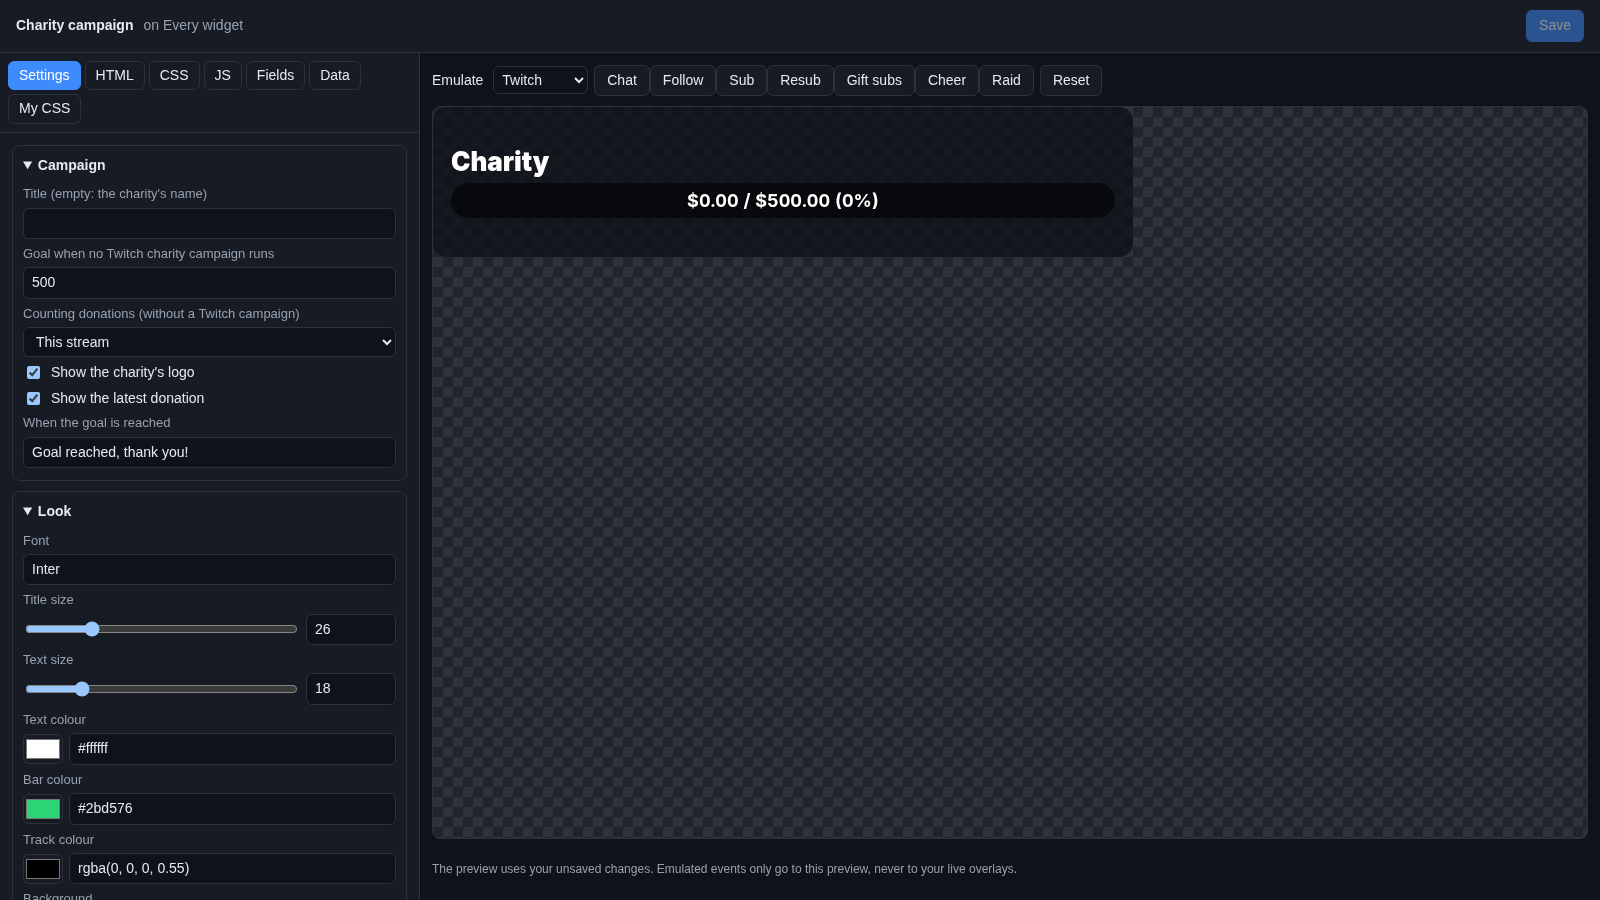 Charity campaign on Every widget
Save
Settings HTML CSS JS Fields Data
My CSS
Emulate Twitch Chat Follow Sub Resub Gift subs Cheer Raid Reset
Campaign
Title (empty: the charity's name)
Goal when no Twitch charity campaign runs
500
Counting donations (without a Twitch campaign)
This stream
Show the charity's logo
Show the latest donation
When the goal is reached
Goal reached, thank you!
Look
Font
Inter
Title size
26
Text size
18
Text colour
#ffffff
Bar colour
#2bd576
Track colour
rgba(0, 0, 0, 0.55)
Background
Charity
$0.00 / $500.00 (0%)
The preview uses your unsaved changes. Emulated events only go to this preview, never to your live overlays.